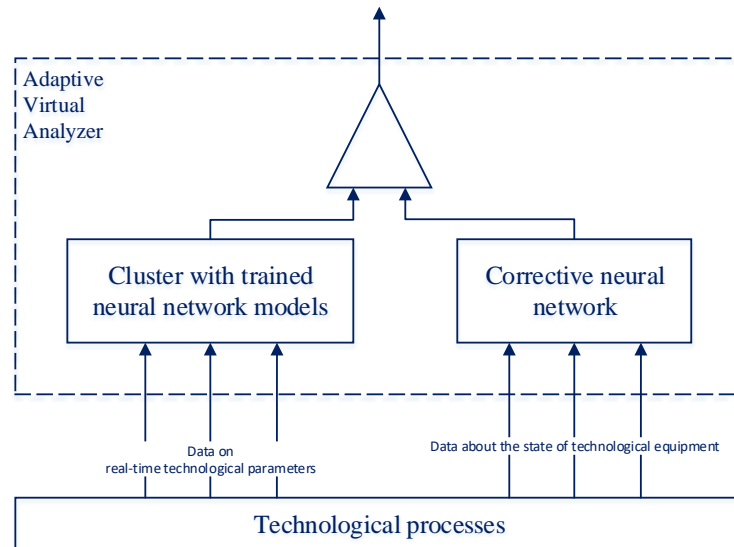 Adaptive
Virtual
Analyzer
Cluster with trained
neural network models
Corrective neural
network
Data on
real-time technological parameters
Data about the state of technological equipment
Technological processes